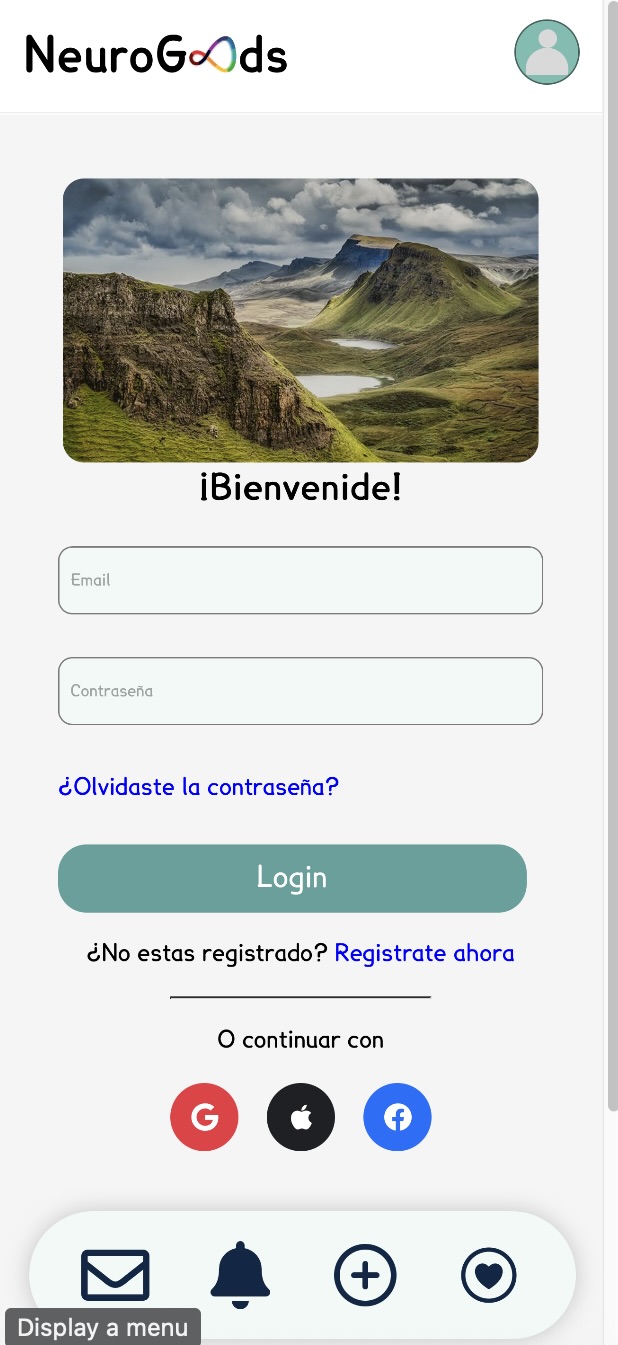 NeuroGoods
¡Bienvenide!
Email
Contraseña
¿Olvidaste la contraseña?
Login
¿No estas registrado? Registrate ahora
O continuar con
G
Display a menu